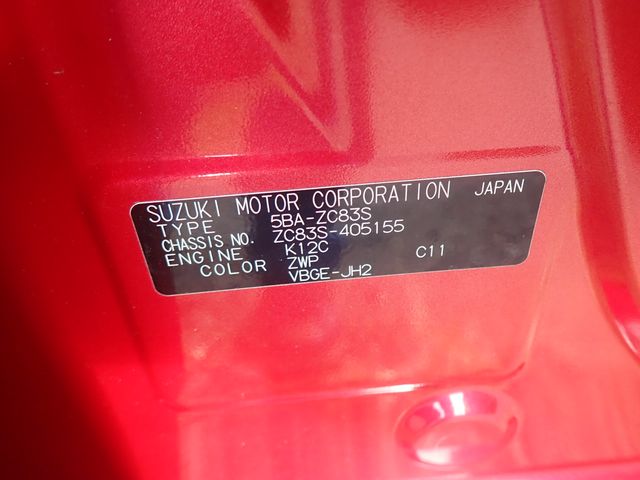 SUZUKI MOTOR CORPORATION JAPAN
TYPE 5BA-ZC83S
CHASSIS NO. ZC83S-405155
ENGINE K12C C11
COLOR ZWP
VBGE-JH2